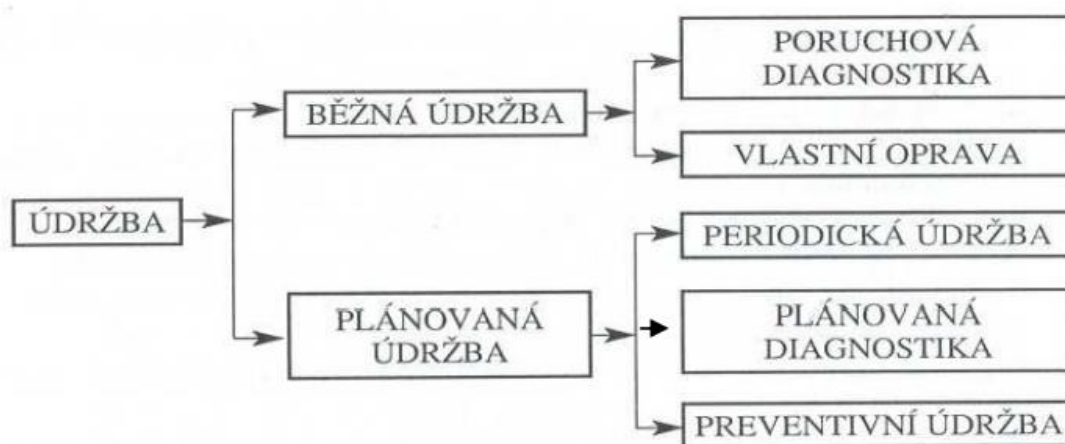 ÚDRŽBA
BĚŽNÁ ÚDRŽBA
PORUCHOVÁ
DIAGNOSTIKA
VLASTNÍ OPRAVA
PLÁNOVANÁ
ÚDRŽBA
PERIODICKÁ ÚDRŽBA
PLÁNOVANÁ
DIAGNOSTIKA
PREVENTIVNÍ ÚDRŽBA